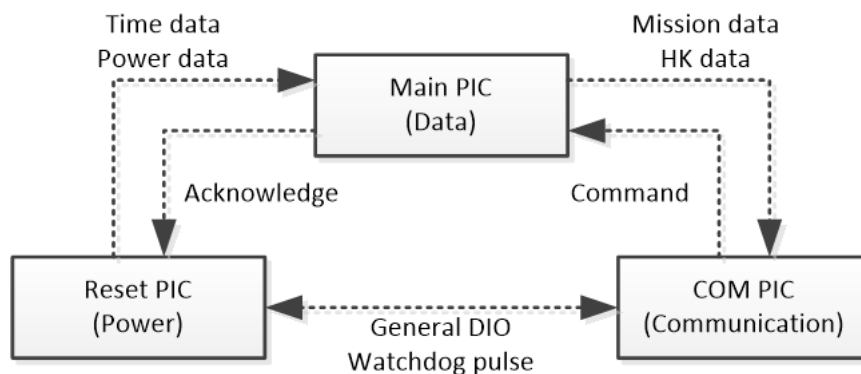 Time data
Power data
Mission data
HK data
Main PIC
(Data)
Acknowledge
Command
Reset PIC
(Power)
General DIO
Watchdog pulse
COM PIC
(Communication)